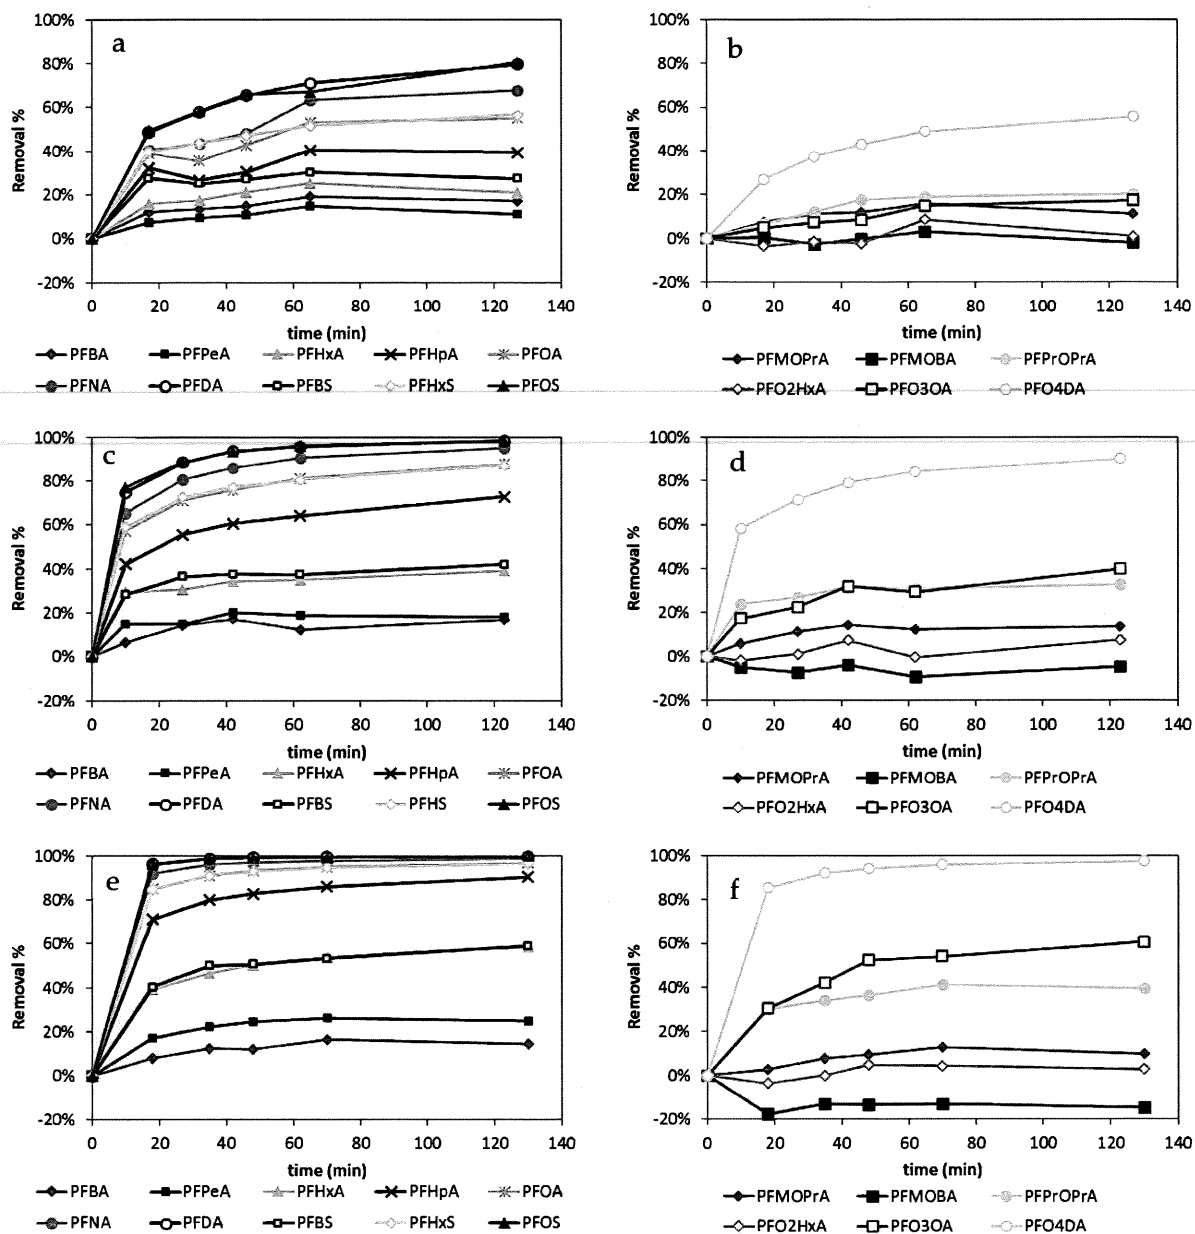 100%
80%
60%
40%
20%
0%
-20%
Removal %
a
0 20 40 60 80 100 120 140
time (min)
PFBA PFPeA PFHxA PFHpA PFOA
PFNA PFDA PFBS PFHxS PFOS
100%
80%
60%
40%
20%
0%
-20%
Removal %
b
0 20 40 60 80 100 120 140
time (min)
PFMOPrA PFMOBA PFPrOPrA
PFO2HxA PFO3OA PFO4DA
100%
80%
60%
40%
20%
0%
-20%
Removal %
c
0 20 40 60 80 100 120 140
time (min)
PFBA PFPeA PFHxA PFHpA PFOA
PFNA PFDA PFBS PFHS PFOS
100%
80%
60%
40%
20%
0%
-20%
Removal %
d
0 20 40 60 80 100 120 140
time (min)
PFMOPrA PFMOBA PFPrOPrA
PFO2HxA PFO3OA PFO4DA
100%
80%
60%
40%
20%
0%
-20%
Removal %
e
0 20 40 60 80 100 120 140
time (min)
PFBA PFPeA PFHxA PFHpA PFOA
PFNA PFDA PFBS PFHxS PFOS
100%
80%
60%
40%
20%
0%
-20%
Removal %
f
0 20 40 60 80 100 120 140
time (min)
PFMOPrA PFMOBA PFPrOPrA
PFO2HxA PFO3OA PFO4DA